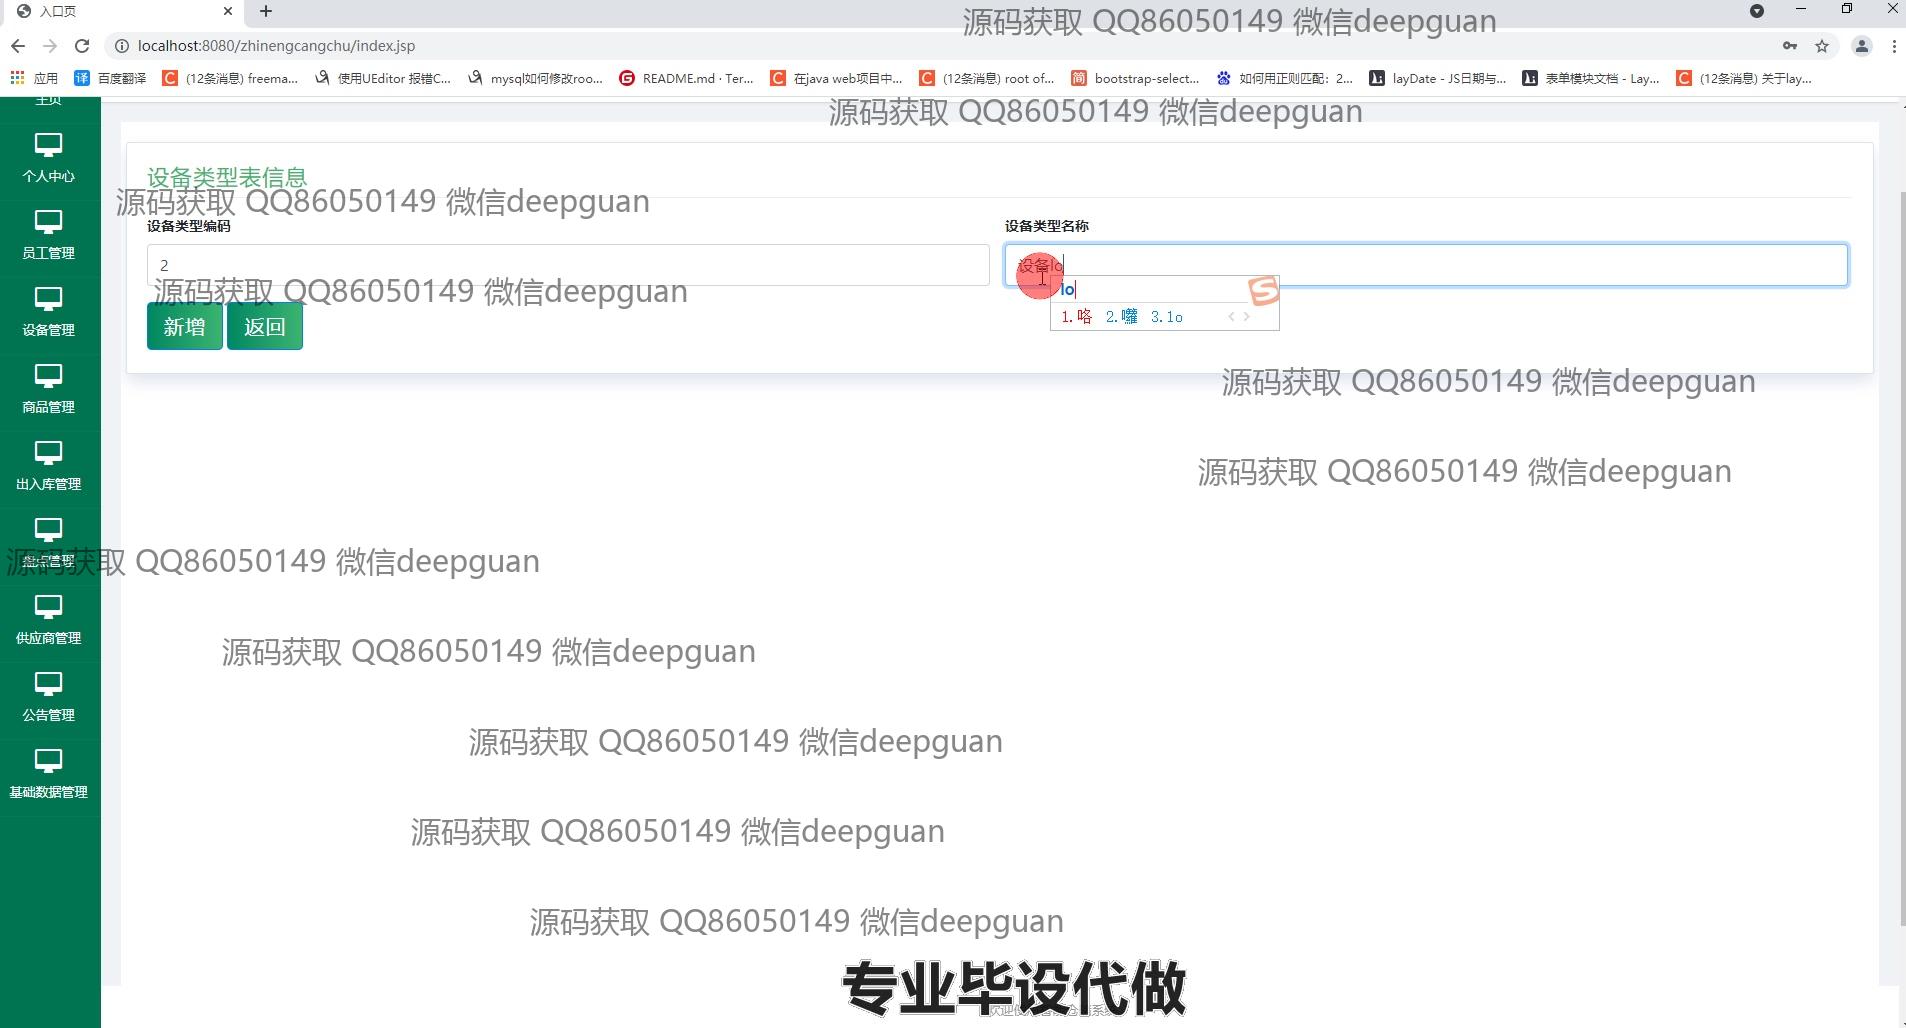 入口页
源码获取 QQ86050149 微信deepguan
localhost:8080/zhinengcangchu/index.jsp
应用 百度翻译 (12条消息) freema... 使用UEditor 报错C... mysql如何修改roo... README.md · Ter... 在java web项目中... (12条消息) root of... bootstrap-select... 如何用正则匹配：2... layDate - JS日期与... 表单模块文档 - Lay... (12条消息) 关于lay...
主页
源码获取 QQ86050149 微信deepguan
个人中心
设备类型表信息
源码获取 QQ86050149 微信deepguan
设备类型编码 设备类型名称
员工管理
2 设备lo
lo
源码获取 QQ86050149 微信deepguan
1.咯 2.囖 3.lo
新增 返回
设备管理
源码获取 QQ86050149 微信deepguan
商品管理
源码获取 QQ86050149 微信deepguan
出入库管理
盘点管理
源码获取 QQ86050149 微信deepguan
供应商管理
源码获取 QQ86050149 微信deepguan
公告管理
源码获取 QQ86050149 微信deepguan
基础数据管理
源码获取 QQ86050149 微信deepguan
源码获取 QQ86050149 微信deepguan
专业毕设代做